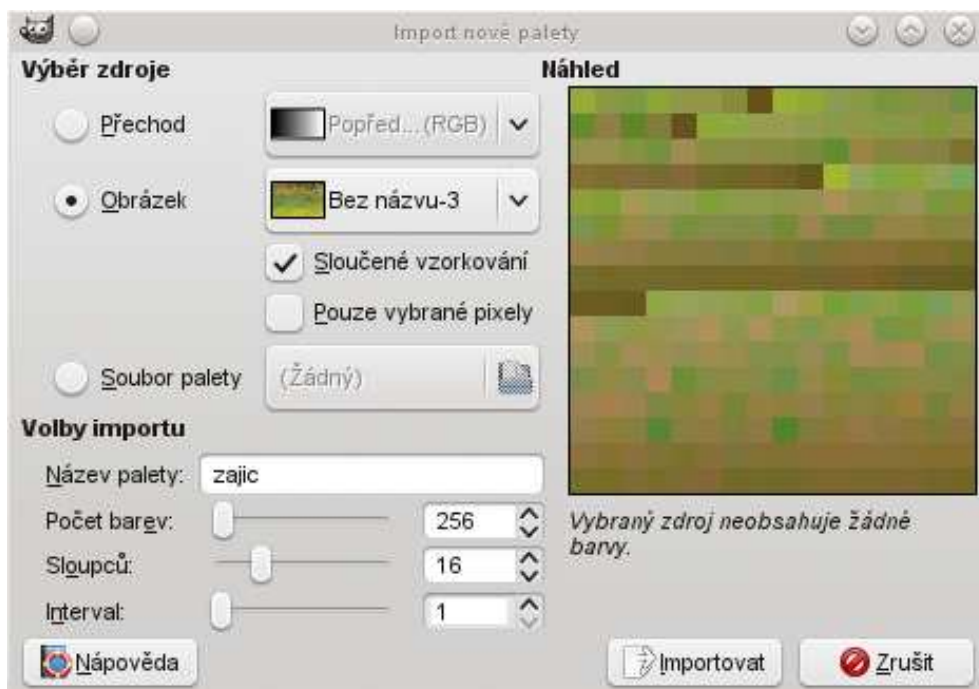 Import nové palety
Výběr zdroje
Náhled
Přechod
Popřed...(RGB)
Obrázek
Bez názvu-3
Sloučené vzorkování
Pouze vybrané pixely
Soubor palety
(Žádný)
Volby importu
Název palety:
zajic
Počet barev:
256
Sloupců:
16
Interval:
1
Vybraný zdroj neobsahuje žádné
barvy.
Nápověda
Importovat
Zrušit